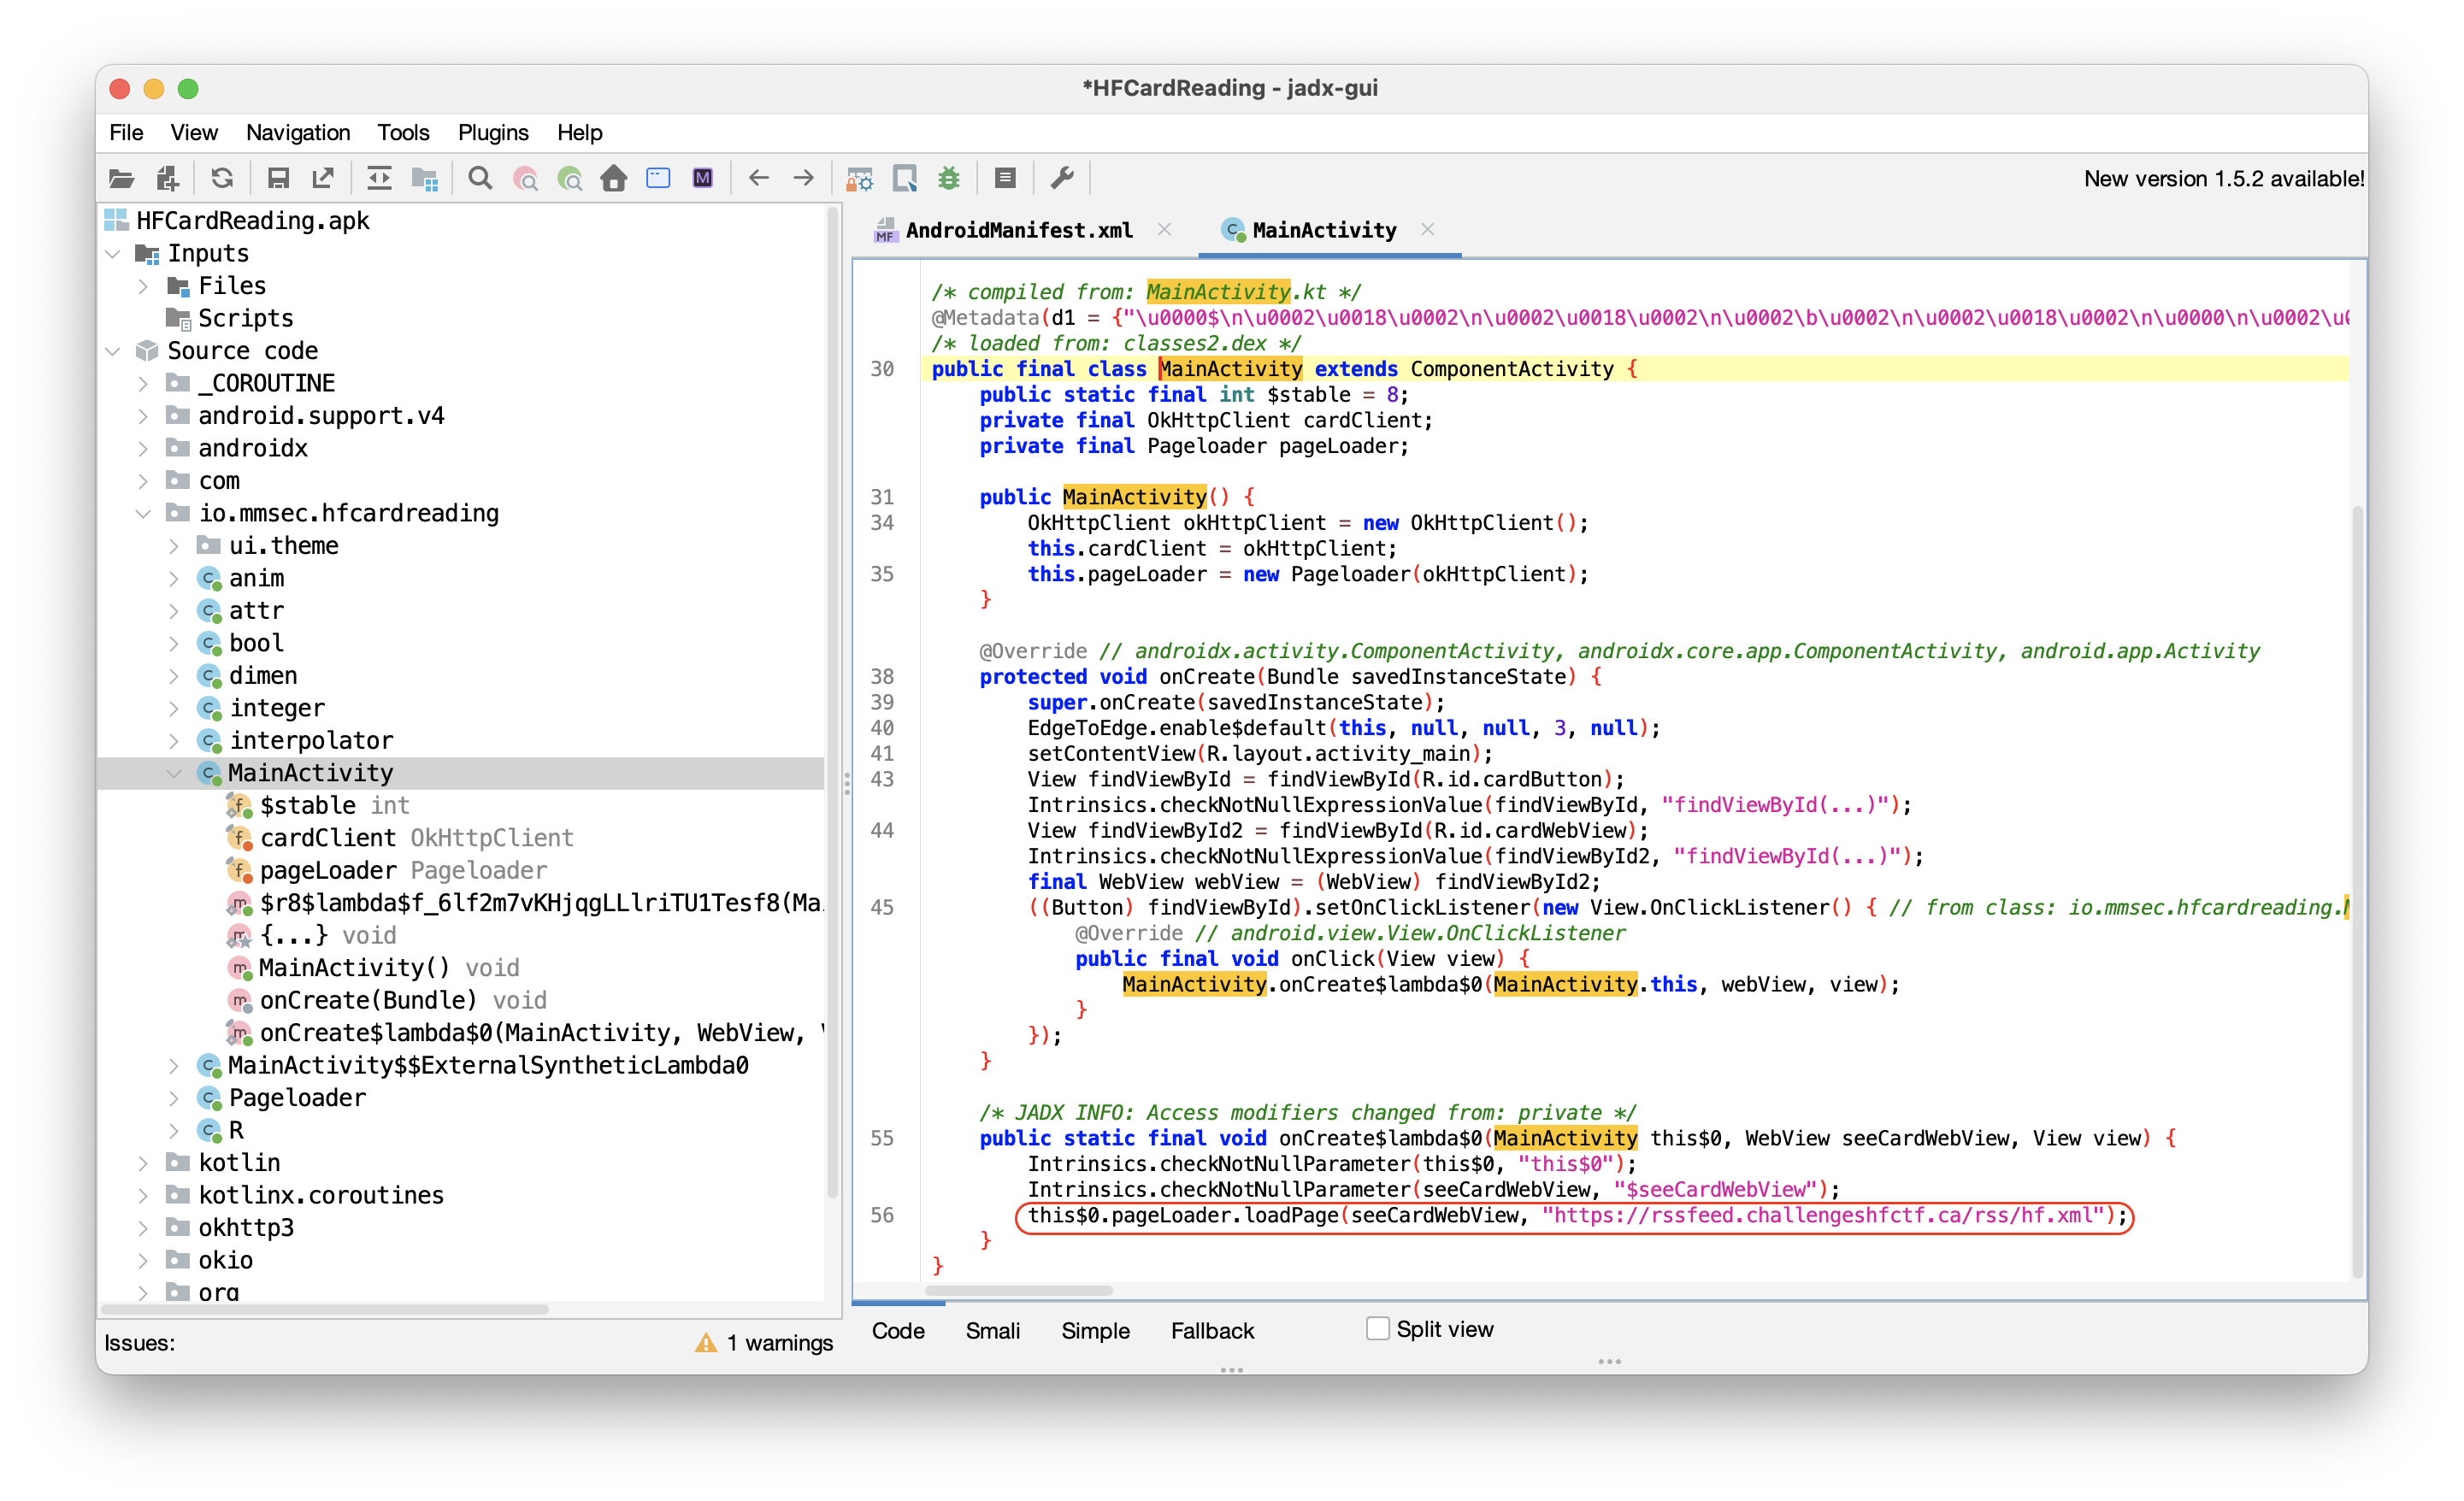 *HFCardReading - jadx-gui
File View Navigation Tools Plugins Help
New version 1.5.2 available!
HFCardReading.apk
Inputs
Files
Scripts
Source code
_COROUTINE
android.support.v4
androidx
com
io.mmsec.hfcardreading
ui.theme
anim
attr
bool
dimen
integer
interpolator
MainActivity
$stable int
cardClient OkHttpClient
pageLoader Pageloader
$r8$lambda$f_6lf2m7vKHjqgLLlriTU1Tesf8(Ma
{...} void
MainActivity() void
onCreate(Bundle) void
onCreate$lambda$0(MainActivity, WebView,
MainActivity$$ExternalSyntheticLambda0
Pageloader
R
kotlin
kotlinx.coroutines
okhttp3
okio
org
Issues: 1 warnings
AndroidManifest.xml MainActivity
/* compiled from: MainActivity.kt */
@Metadata(d1 = {"\u0000$\n\u0002\u0018\u0002\n\u0002\u0018\u0002\n\u0002\b\u0002\n\u0002\u0018\u0002\n\u0000\n\u0002\u0
/* loaded from: classes2.dex */
30 public final class MainActivity extends ComponentActivity {
public static final int $stable = 8;
private final OkHttpClient cardClient;
private final Pageloader pageLoader;
31 public MainActivity() {
34 OkHttpClient okHttpClient = new OkHttpClient();
this.cardClient = okHttpClient;
35 this.pageLoader = new Pageloader(okHttpClient);
}
@Override // androidx.activity.ComponentActivity, androidx.core.app.ComponentActivity, android.app.Activity
38 protected void onCreate(Bundle savedInstanceState) {
39 super.onCreate(savedInstanceState);
40 EdgeToEdge.enable$default(this, null, null, 3, null);
41 setContentView(R.layout.activity_main);
43 View findViewById = findViewById(R.id.cardButton);
Intrinsics.checkNotNullExpressionValue(findViewById, "findViewById(...)");
44 View findViewById2 = findViewById(R.id.cardWebView);
Intrinsics.checkNotNullExpressionValue(findViewById2, "findViewById(...)");
final WebView webView = (WebView) findViewById2;
45 ((Button) findViewById).setOnClickListener(new View.OnClickListener() { // from class: io.mmsec.hfcardreading.
@Override // android.view.View.OnClickListener
public final void onClick(View view) {
MainActivity.onCreate$lambda$0(MainActivity.this, webView, view);
}
});
}
/* JADX INFO: Access modifiers changed from: private */
55 public static final void onCreate$lambda$0(MainActivity this$0, WebView seeCardWebView, View view) {
Intrinsics.checkNotNullParameter(this$0, "this$0");
Intrinsics.checkNotNullParameter(seeCardWebView, "$seeCardWebView");
56 this$0.pageLoader.loadPage(seeCardWebView, "https://rssfeed.challengeshfctf.ca/rss/hf.xml");
}
}
Code Smali Simple Fallback Split view